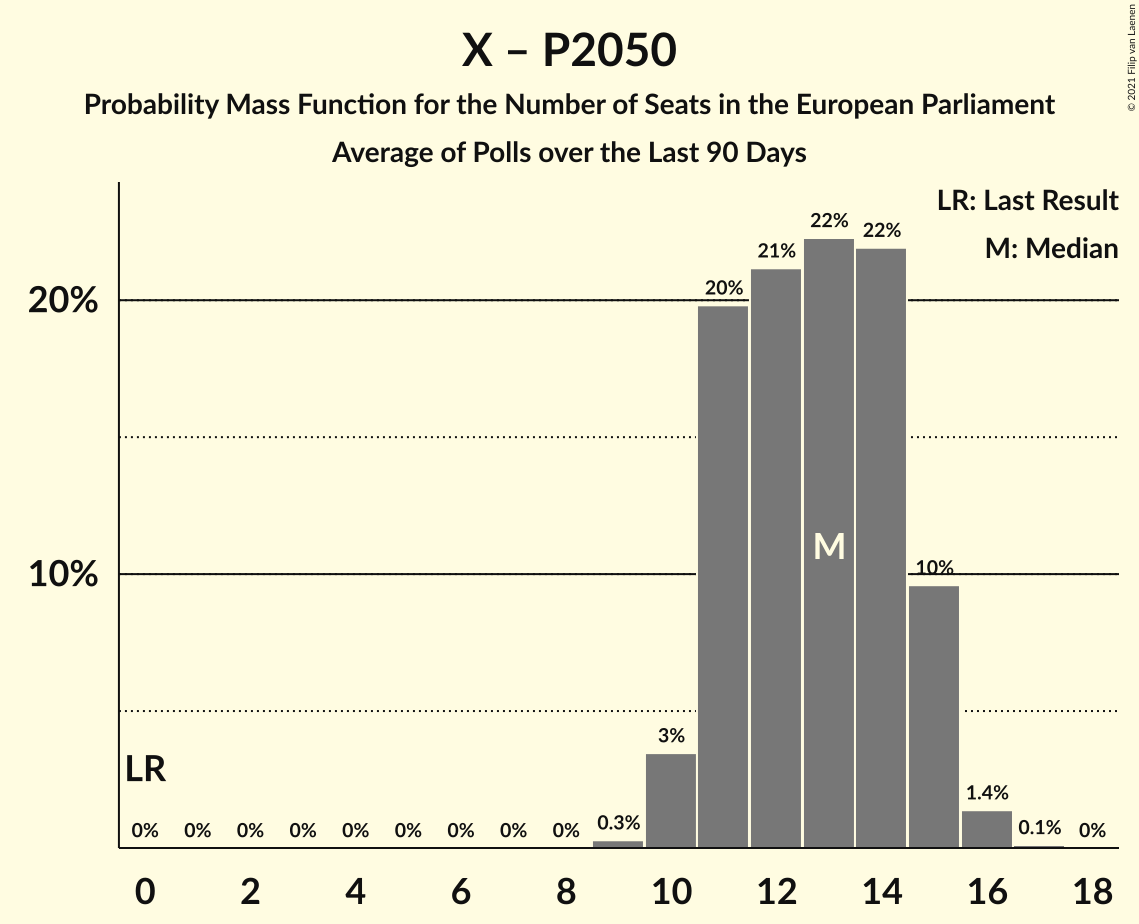 X – P2050
Probability Mass Function for the Number of Seats in the European Parliament
Average of Polls over the Last 90 Days
© 2021 Filip van Laenen
LR: Last Result
M: Median
20%
10%
LR
M
0% 0% 0% 0% 0% 0% 0% 0% 0% 0.3% 3% 20% 21% 22% 22% 10% 1.4% 0.1% 0%
0 2 4 6 8 10 12 14 16 18